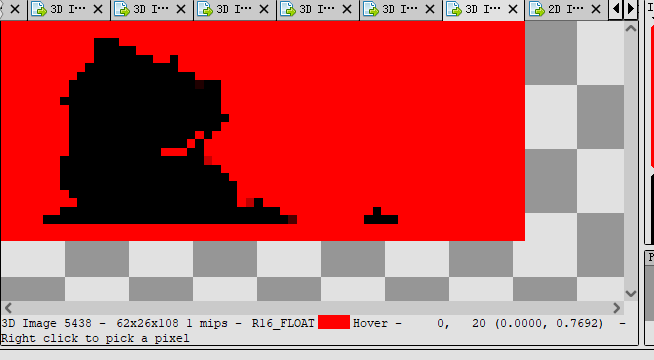 3D I⋯ 3D I⋯ 3D I⋯ 3D I⋯ 3D I⋯ 3D I⋯ 2D I⋯
3D Image 5438 - 62x26x108 1 mips - R16_FLOAT Hover - 0, 20 (0.0000, 0.7692) -
Right click to pick a pixel